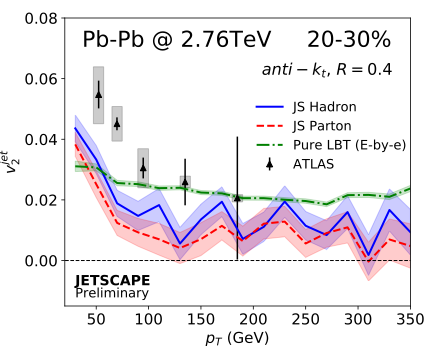 Pb-Pb @ 2.76TeV 20-30%
anti − k_t, R = 0.4
JS Hadron
JS Parton
Pure LBT (E-by-e)
ATLAS
v_2^{jet}
0.08
0.06
0.04
0.02
0.00
JETSCAPE
Preliminary
50 100 150 200 250 300 350
p_T (GeV)